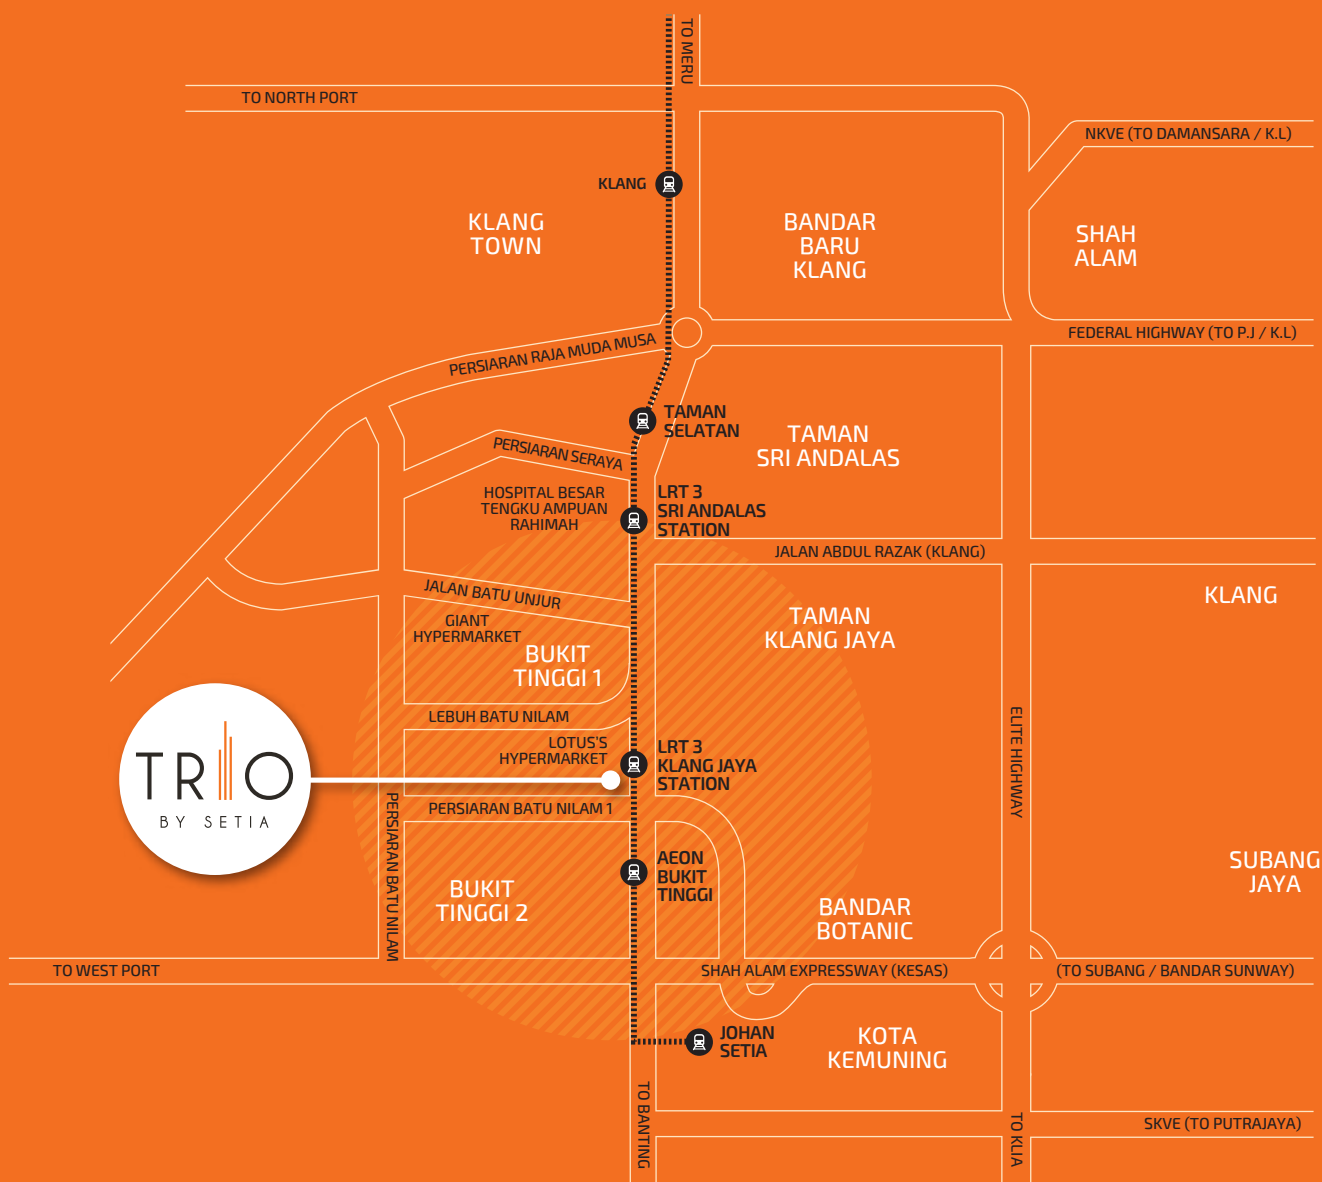 TO MERU
TO NORTH PORT
NKVE (TO DAMANSARA / K.L)
KLANG
KLANG
TOWN
BANDAR
BARU
KLANG
SHAH
ALAM
FEDERAL HIGHWAY (TO P.J / K.L)
PERSIARAN RAJA MUDA MUSA
TAMAN
SELATAN
TAMAN
SRI ANDALAS
PERSIARAN SERAYA
HOSPITAL BESAR
TENGKU AMPUAN
RAHIMAH
LRT 3
SRI ANDALAS
STATION
JALAN ABDUL RAZAK (KLANG)
JALAN BATU UNJUR
KLANG
GIANT
HYPERMARKET
TAMAN
KLANG JAYA
BUKIT
TINGGI 1
LEBUH BATU NILAM
ELITE HIGHWAY
LOTUS'S
HYPERMARKET
LRT 3
KLANG JAYA
STATION
TRIO
BY SETIA
PERSIARAN BATU NILAM 1
PERSIARAN BATU NILAM
AEON
BUKIT
TINGGI
SUBANG
JAYA
BUKIT
TINGGI 2
BANDAR
BOTANIC
TO WEST PORT
SHAH ALAM EXPRESSWAY (KESAS)
(TO SUBANG / BANDAR SUNWAY)
JOHAN
SETIA
KOTA
KEMUNING
TO BANTING
TO KLIA
SKVE (TO PUTRAJAYA)